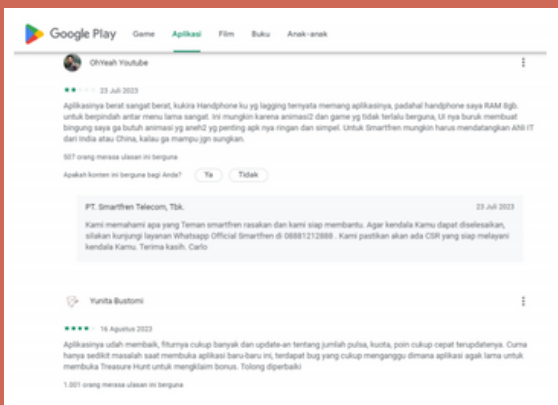 Google Play Game Aplikasi Film Buku Anak-anak
OhYeah Youtube
23 Juli 2023
Aplikasinya berat sangat berat, kukira Handphone ku yg lagging ternyata memang aplikasinya, padahal handphone saya RAM 8gb.
untuk berpindah antar menu lama sangat. Ini mungkin karena animasi2 dan game yg tidak terlalu berguna, UI nya buruk membuat
bingung saya ga butuh animasi yg aneh2 yg penting apk nya ringan dan simpel. Untuk Smartfren mungkin harus mendatangkan Ahli IT
dari India atau China, kalau ga mampu jgn sungkan.
507 orang merasa ulasan ini berguna
Apakah konten ini berguna bagi Anda? Ya Tidak
PT. Smartfren Telecom, Tbk. 23 Juli 2023
Kami memahami apa yang Teman smartfren rasakan dan kami siap membantu. Agar kendala Kamu dapat diselesaikan,
silakan kunjungi layanan Whatsapp Official Smartfren di 08881212888 . Kami pastikan akan ada CSR yang siap melayani
kendala Kamu. Terima kasih. Carlo
Yunita Bustomi
16 Agustus 2023
Aplikasinya udah membaik, fiturnya cukup banyak dan update-an tentang jumlah pulsa, kuota, poin cukup cepat terupdatenya. Cuma
hanya sedikit masalah saat membuka aplikasi baru-baru ini, terdapat bug yang cukup menganggu dimana aplikasi agak lama untuk
membuka Treasure Hunt untuk mengklaim bonus. Tolong diperbaiki
1.001 orang merasa ulasan ini berguna